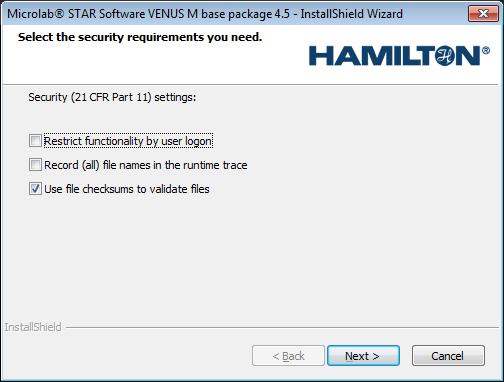 Microlab® STAR Software VENUS M base package 4.5 - InstallShield Wizard
Select the security requirements you need.
HAMILTON®
Security (21 CFR Part 11) settings:
Restrict functionality by user logon
Record (all) file names in the runtime trace
Use file checksums to validate files
InstallShield
< Back Next > Cancel